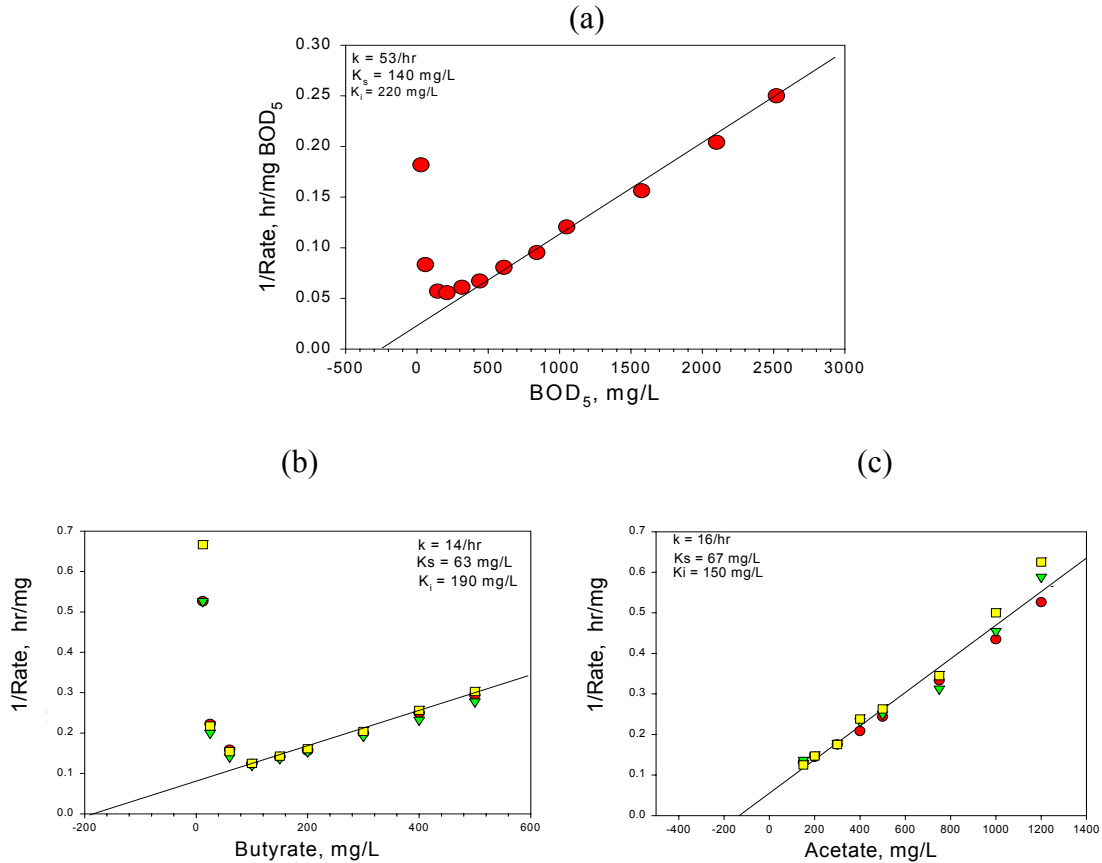 (a)
k = 53/hr
Ks = 140 mg/L
Ki = 220 mg/L
1/Rate, hr/mg BOD5
0.30
0.25
0.20
0.15
0.10
0.05
0.00
-500 0 500 1000 1500 2000 2500 3000
BOD5, mg/L
(b)
k = 14/hr
Ks = 63 mg/L
Ki = 190 mg/L
1/Rate, hr/mg
0.7
0.6
0.5
0.4
0.3
0.2
0.1
0.0
-200 0 200 400 600
Butyrate, mg/L
(c)
k = 16/hr
Ks = 67 mg/L
Ki = 150 mg/L
1/Rate, hr/mg
0.7
0.6
0.5
0.4
0.3
0.2
0.1
0.0
-400 -200 0 200 400 600 800 1000 1200 1400
Acetate, mg/L